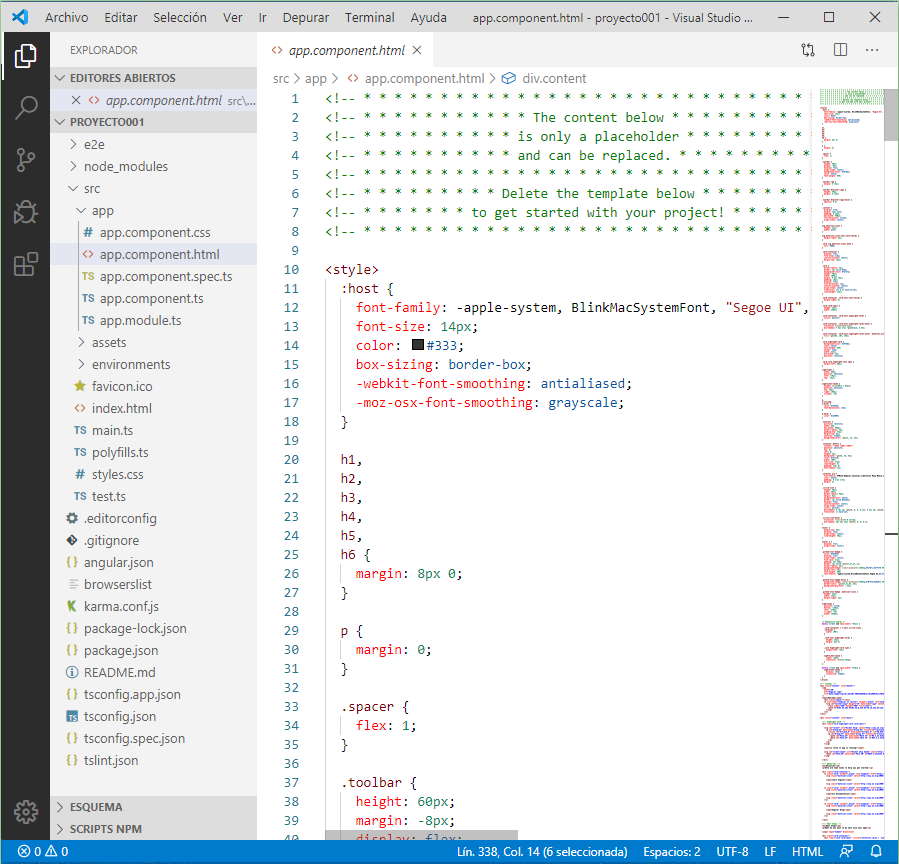 Archivo Editar Selección Ver Ir Depurar Terminal Ayuda app.component.html - proyecto001 - Visual Studio ...
EXPLORADOR
EDITORES ABIERTOS
app.component.html src\...
PROYECTO001
e2e
node_modules
src
app
# app.component.css
<> app.component.html
TS app.component.spec.ts
TS app.component.ts
TS app.module.ts
assets
environments
favicon.ico
<> index.html
TS main.ts
TS polyfills.ts
# styles.css
TS test.ts
.editorconfig
.gitignore
{} angular.json
browserslist
karma.conf.js
{} package-lock.json
{} package.json
README.md
{} tsconfig.app.json
TS tsconfig.json
{} tsconfig.spec.json
{} tslint.json
ESQUEMA
SCRIPTS NPM
<> app.component.html
src > app > <> app.component.html > div.content
1 <!-- * * * * * * * * * * * * * * * * * * * * * * * * * * * * *
2 <!-- * * * * * * * * * * * The content below * * * * * * * * *
3 <!-- * * * * * * * * * * is only a placeholder * * * * * * * *
4 <!-- * * * * * * * * * * and can be replaced. * * * * * * * * *
5 <!-- * * * * * * * * * * * * * * * * * * * * * * * * * * * * *
6 <!-- * * * * * * * * * Delete the template below * * * * * * *
7 <!-- * * * * * * * to get started with your project! * * * * *
8 <!-- * * * * * * * * * * * * * * * * * * * * * * * * * * * * *
9
10 <style>
11 :host {
12 font-family: -apple-system, BlinkMacSystemFont, "Segoe UI",
13 font-size: 14px;
14 color: #333;
15 box-sizing: border-box;
16 -webkit-font-smoothing: antialiased;
17 -moz-osx-font-smoothing: grayscale;
18 }
19
20 h1,
21 h2,
22 h3,
23 h4,
24 h5,
25 h6 {
26 margin: 8px 0;
27 }
28
29 p {
30 margin: 0;
31 }
32
33 .spacer {
34 flex: 1;
35 }
36
37 .toolbar {
38 height: 60px;
39 margin: -8px;
40 display: flex;
0 0 Lín. 338, Col. 14 (6 seleccionada) Espacios: 2 UTF-8 LF HTML